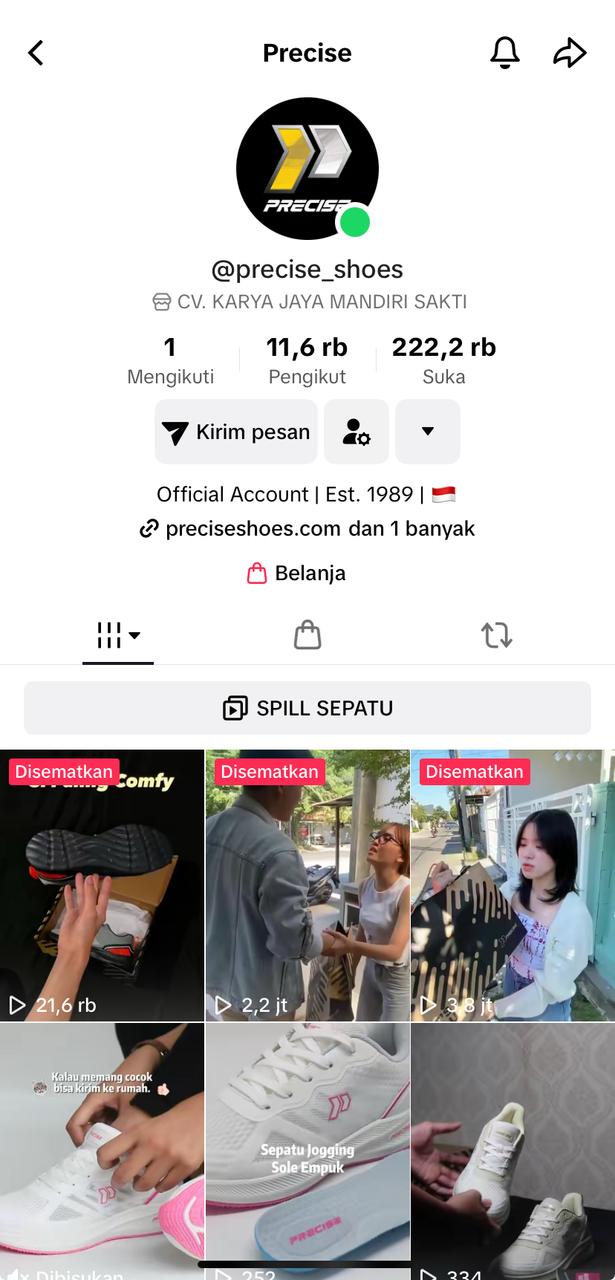 Precise
PRECISE
@precise_shoes
CV. KARYA JAYA MANDIRI SAKTI
1
11,6 rb
222,2 rb
Mengikuti
Pengikut
Suka
Kirim pesan
Official Account | Est. 1989 | 🇮🇩
preciseshoes.com dan 1 banyak
Belanja
SPILL SEPATU
Disematkan
Comfy
21,6 rb
Disematkan
2,2 jt
Disematkan
3,8 jt
Kalau memang cocok
bisa kirim ke rumah. 👍🏻
Dibisukan
Sepatu Jogging
Sole Empuk
PRECISE
252
334